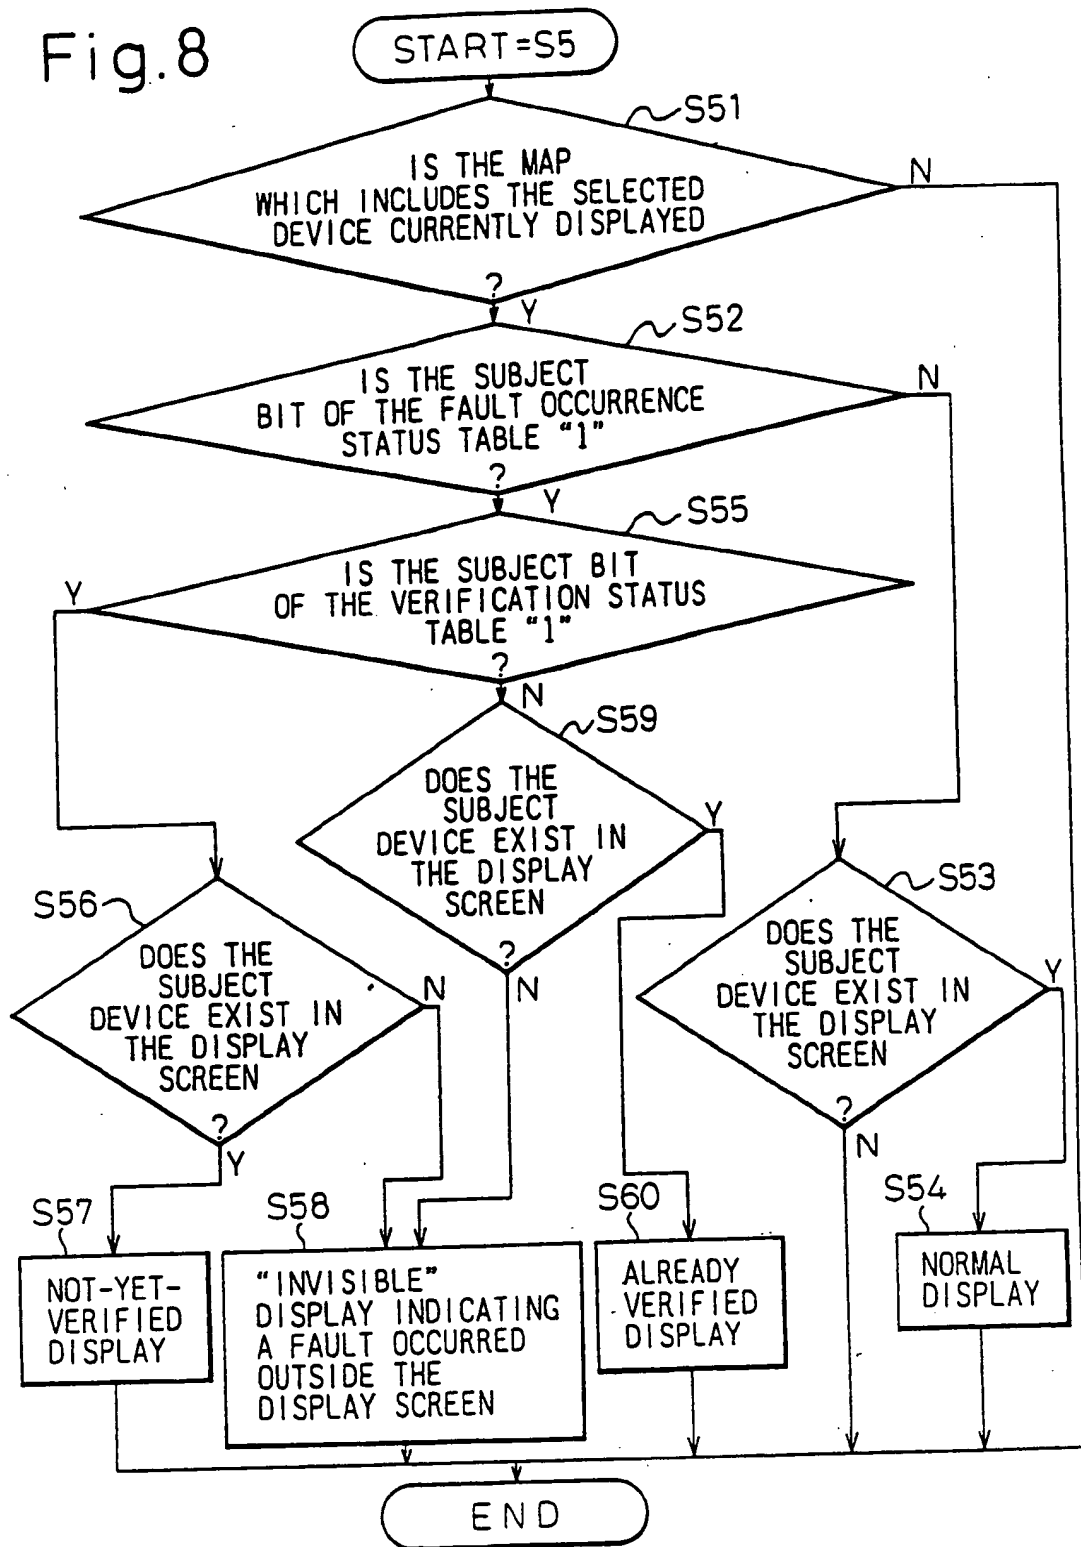 Fig.8
START=S5
S51
IS THE MAP
WHICH INCLUDES THE SELECTED
DEVICE CURRENTLY DISPLAYED
?
N
Y
S52
IS THE SUBJECT
BIT OF THE FAULT OCCURRENCE
STATUS TABLE "1"
?
N
Y
S55
IS THE SUBJECT BIT
OF THE VERIFICATION STATUS
TABLE "1"
?
Y
N
S59
DOES THE
SUBJECT
DEVICE EXIST IN
THE DISPLAY
SCREEN
?
Y
N
S56
DOES THE
SUBJECT
DEVICE EXIST IN
THE DISPLAY
SCREEN
?
N
Y
S53
DOES THE
SUBJECT
DEVICE EXIST IN
THE DISPLAY
SCREEN
?
Y
N
S57
NOT-YET-
VERIFIED
DISPLAY
S58
"INVISIBLE"
DISPLAY INDICATING
A FAULT OCCURRED
OUTSIDE THE
DISPLAY SCREEN
S60
ALREADY
VERIFIED
DISPLAY
S54
NORMAL
DISPLAY
END